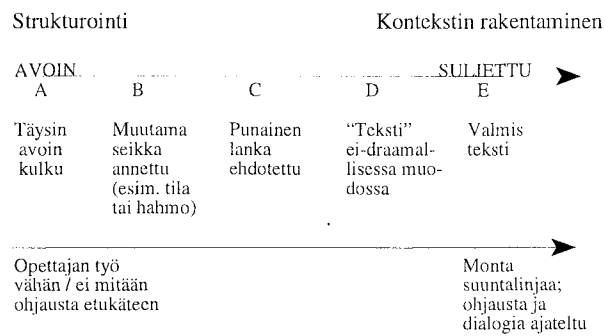 Strukturointi Kontekstin rakentaminen
AVOIN SULJETTU
A B C D E
Täysin Muutama Punainen “Teksti” Valmis
avoin seikka lanka ei-draamal- teksti
kulku annettu ehdotettu lisessa muo-
(esim. tila dossa
tai hahmo)
Opettajan työ Monta
vähän / ei mitään suuntalinjaa;
ohjausta etukäteen ohjausta ja
dialogia ajateltu